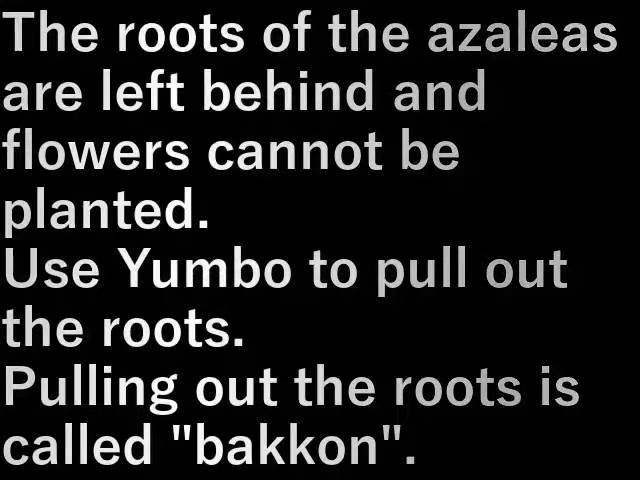 The roots of the azaleas
are left behind and
flowers cannot be
planted.
Use Yumbo to pull out
the roots.
Pulling out the roots is
called "bakkon".